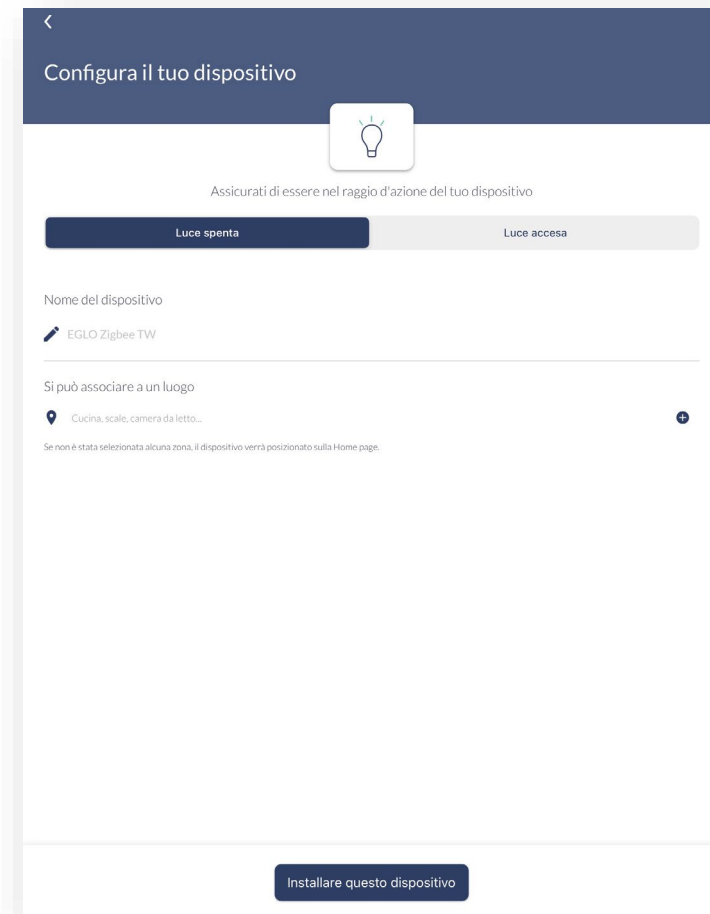 Configura il tuo dispositivo
Assicurati di essere nel raggio d'azione del tuo dispositivo
Luce spenta
Luce accesa
Nome del dispositivo
EGLO Zigbee TW
Si può associare a un luogo
Cucina, scale, camera da letto...
Se non è stata selezionata alcuna zona, il dispositivo verrà posizionato sulla Home page.
Installare questo dispositivo